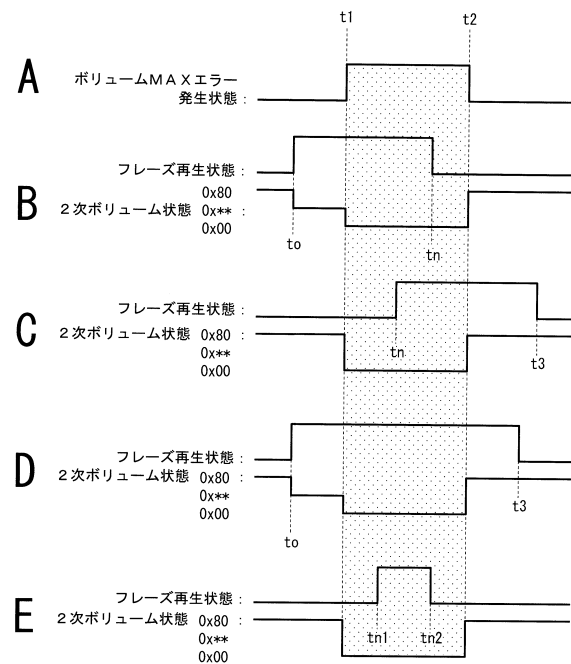 t1 t2
A
ボリュームＭＡＸエラー
発生状態：
フレーズ再生状態：
B
0x80
２次ボリューム状態 0x**：
0x00
to
tn
フレーズ再生状態：
C
２次ボリューム状態 0x80：
0x**
0x00
tn
t3
フレーズ再生状態：
D
２次ボリューム状態 0x80：
0x**
0x00
to
t3
フレーズ再生状態：
E
２次ボリューム状態 0x80：
0x**
0x00
tn1 tn2